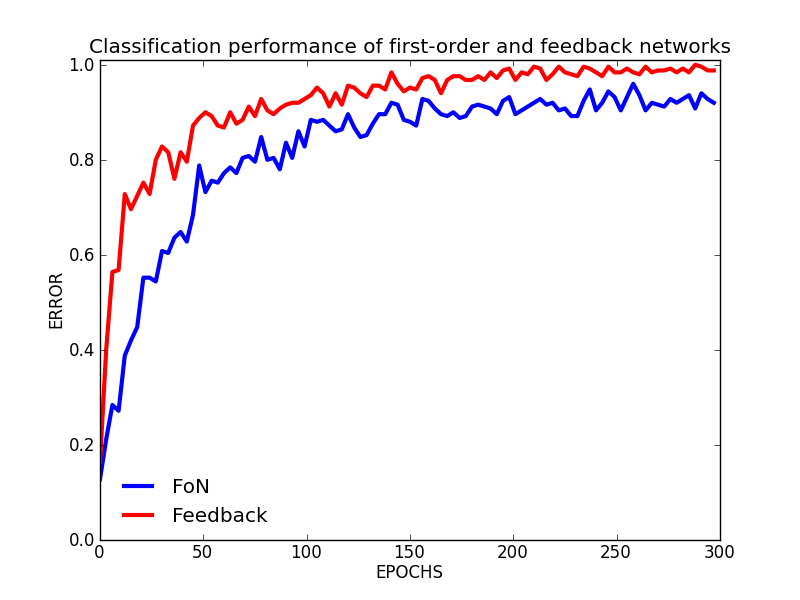 Classification performance of first-order and feedback networks
1.0
0.8
0.6
0.4
0.2
0.0
ERROR
FoN
Feedback
0 50 100 150 200 250 300
EPOCHS